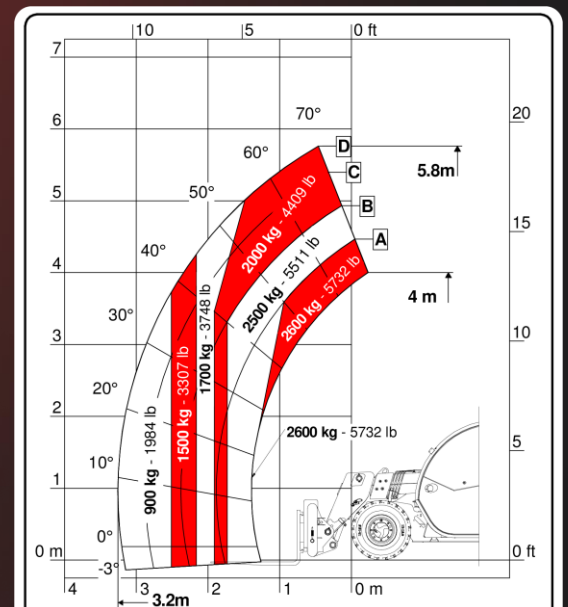 10 5 0 ft
7
6
5
4
3
2
1
0 m
20
15
10
5
0 ft
70°
60°
50°
40°
30°
20°
10°
0°
-3°
D
C
B
A
5.8m
4 m
2000 kg - 4409 lb
2500 kg - 5511 lb
2600 kg - 5732 lb
1700 kg - 3748 lb
1500 kg - 3307 lb
900 kg - 1984 lb
2600 kg - 5732 lb
4 3 2 1 0 m
3.2m